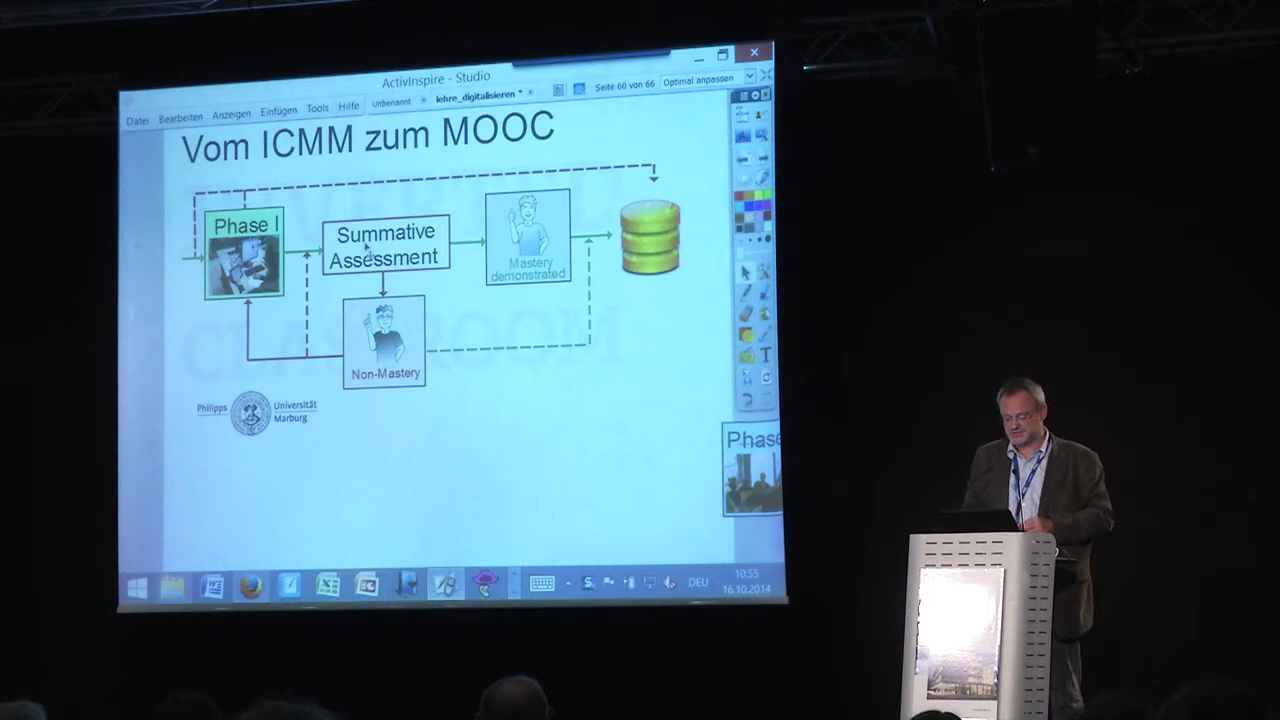 ActivInspire - Studio
Datei Bearbeiten Anzeigen Einfügen Tools Hilfe Unbenannt lehre_digitalisieren * Seite 60 von 66 Optimal anpassen
Vom ICMM zum MOOC
Phase I
Summative
Assessment
Mastery
demonstrated
Non-Mastery
CLASSROOM
Philipps Universität
Marburg
Phase
DEU
10:55
16.10.2014